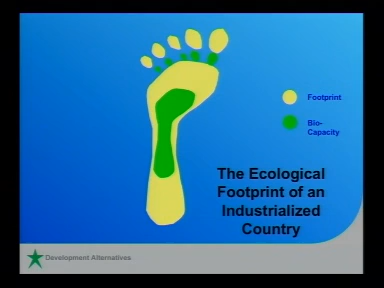 Footprint
Bio-
Capacity
The Ecological
Footprint of an
Industrialized
Country
Development Alternatives